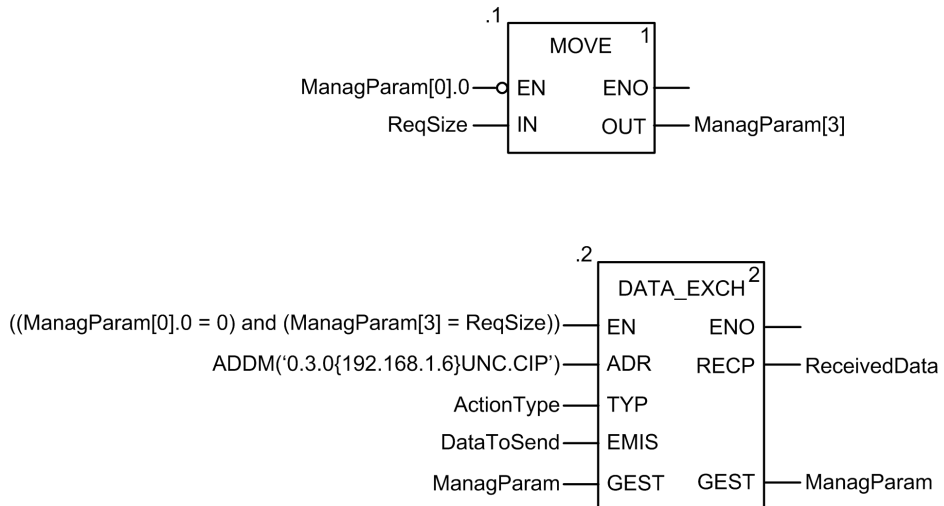 .1
MOVE 1
ManagParam[0].0 EN ENO
ReqSize IN OUT ManagParam[3]
.2
DATA_EXCH 2
((ManagParam[0].0 = 0) and (ManagParam[3] = ReqSize)) EN ENO
ADDM(‘0.3.0{192.168.1.6}UNC.CIP’) ADR RECP ReceivedData
ActionType TYP
DataToSend EMIS
ManagParam GEST GEST ManagParam